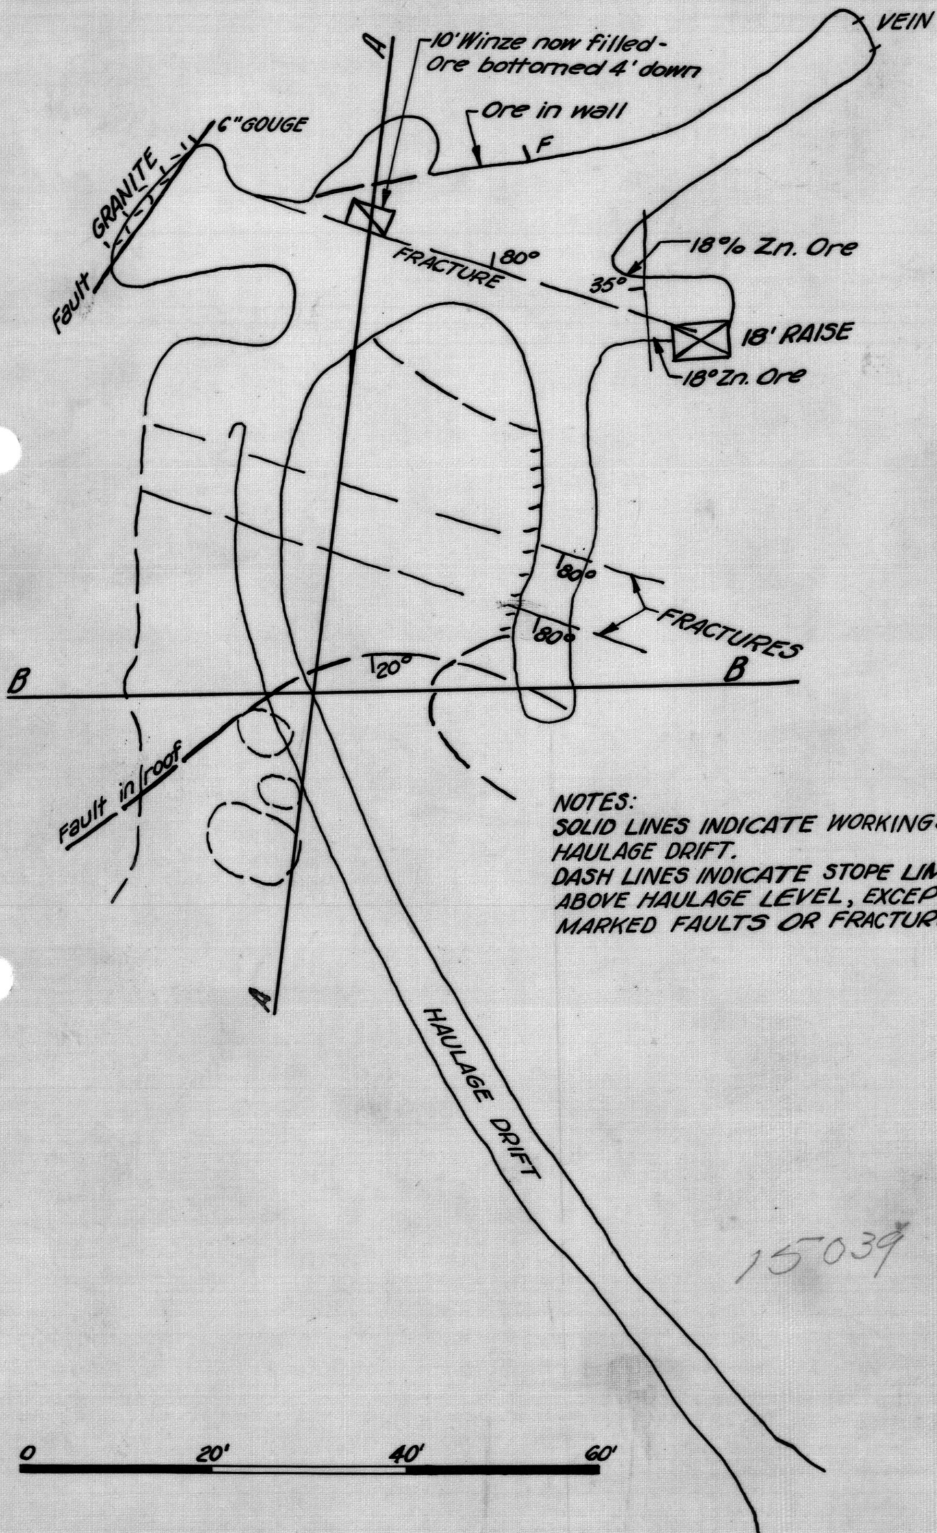 VEIN
A
10' Winze now filled-
Ore bottomed 4' down
Ore in wall
F
6" GOUGE
GRANITE
Fault
FRACTURE
80°
18% Zn. Ore
35°
18' RAISE
18° Zn. Ore
80°
80°
FRACTURES
20°
B
B
Fault in roof
NOTES:
SOLID LINES INDICATE WORKING
HAULAGE DRIFT.
DASH LINES INDICATE STOPE LIM
ABOVE HAULAGE LEVEL, EXCEP
MARKED FAULTS OR FRACTUR
A
HAULAGE DRIFT
15039
0 20' 40' 60'